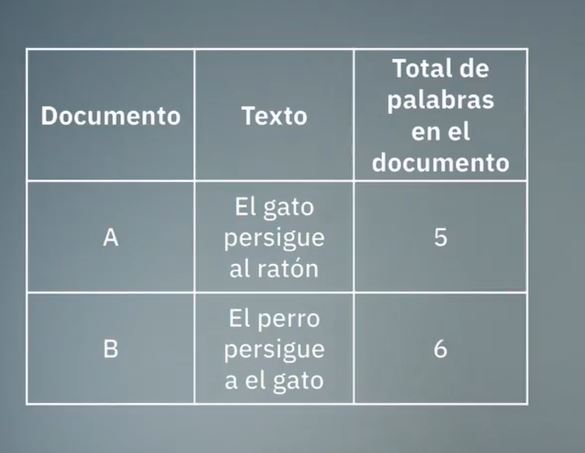 Documento
Texto
Total de
palabras
en el
documento
A
El gato
persigue
al ratón
5
B
El perro
persigue
a el gato
6